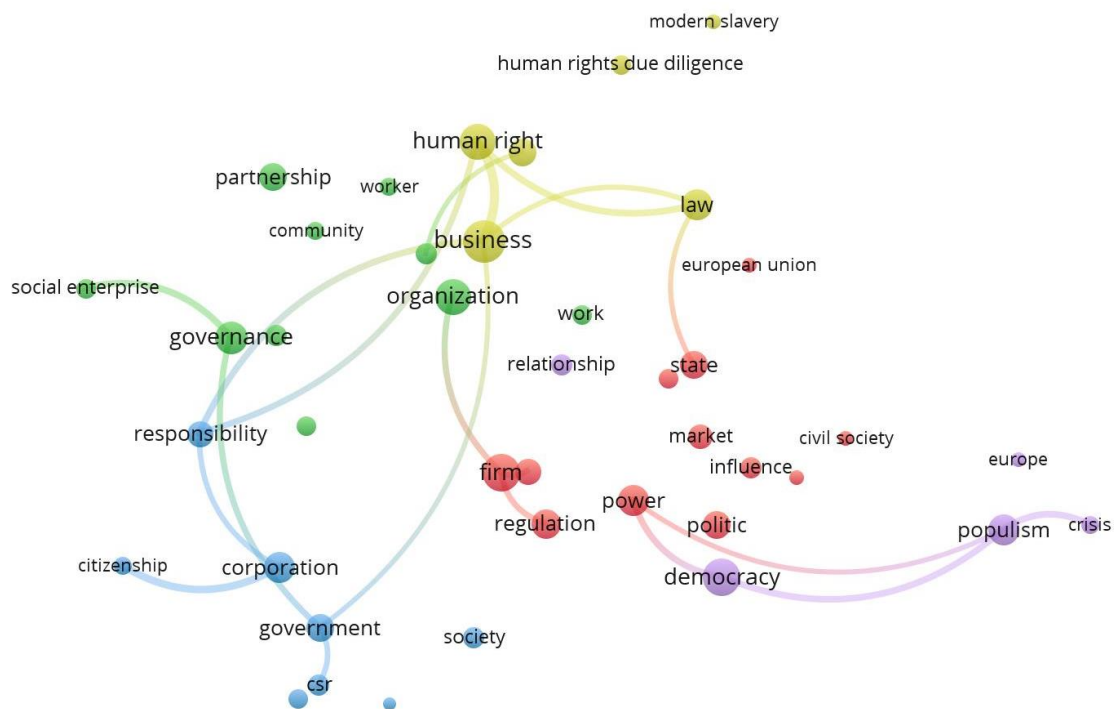 modern slavery
human rights due diligence
human right
partnership
worker
law
community
business
european union
social enterprise
organization
work
governance
relationship
state
responsibility
market
civil society
influence
europe
firm
power
regulation
politic
populism
crisis
citizenship
corporation
democracy
government
society
csr